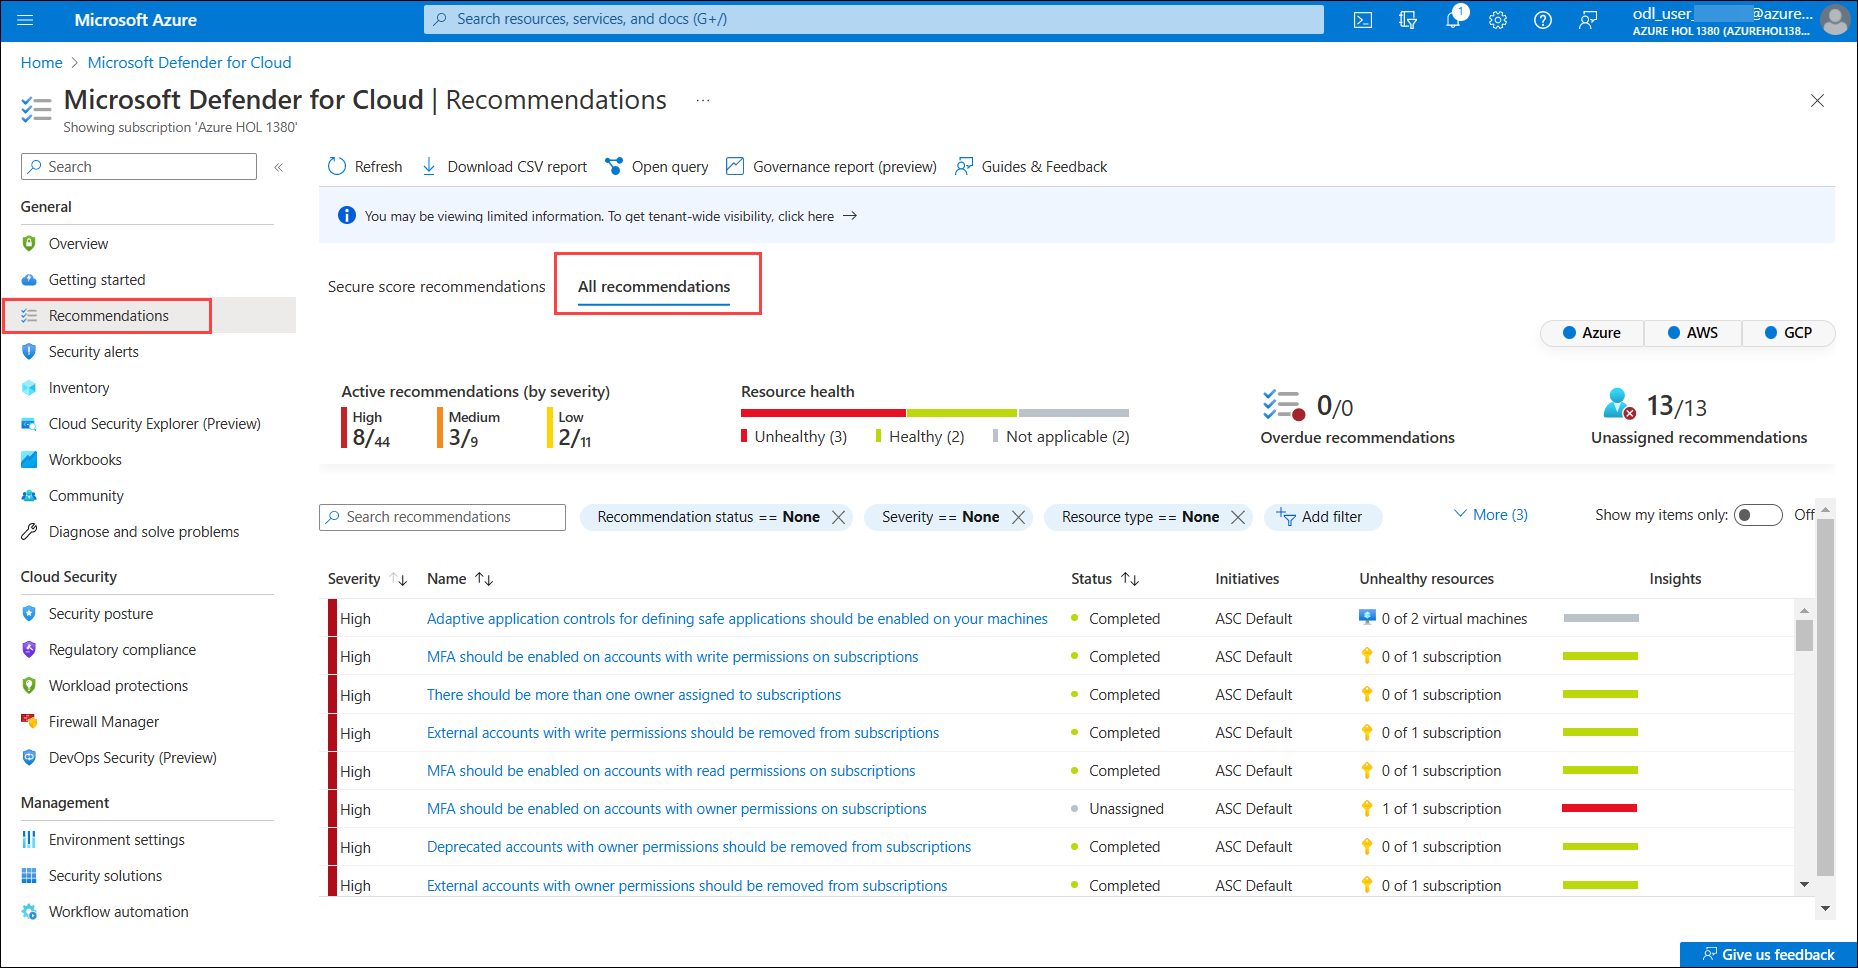 Microsoft Azure
Search resources, services, and docs (G+/)
1
odl_user_ @azure...
AZURE HOL 1380 (AZUREHOL138...
Home > Microsoft Defender for Cloud
Microsoft Defender for Cloud | Recommendations ...
Showing subscription 'Azure HOL 1380'
Search «
General
Overview
Getting started
Recommendations
Security alerts
Inventory
Cloud Security Explorer (Preview)
Workbooks
Community
Diagnose and solve problems
Cloud Security
Security posture
Regulatory compliance
Workload protections
Firewall Manager
DevOps Security (Preview)
Management
Environment settings
Security solutions
Workflow automation
Refresh Download CSV report Open query Governance report (preview) Guides & Feedback
You may be viewing limited information. To get tenant-wide visibility, click here →
Secure score recommendations All recommendations
Azure AWS GCP
Active recommendations (by severity)
High Medium Low
8/44 3/9 2/11
Resource health
Unhealthy (3) Healthy (2) Not applicable (2)
0/0
Overdue recommendations
13/13
Unassigned recommendations
Search recommendations Recommendation status == None Severity == None Resource type == None Add filter More (3) Show my items only: Off
Severity ↑↓ Name ↑↓ Status ↑↓ Initiatives Unhealthy resources Insights
High Adaptive application controls for defining safe applications should be enabled on your machines Completed ASC Default 0 of 2 virtual machines
High MFA should be enabled on accounts with write permissions on subscriptions Completed ASC Default 0 of 1 subscription
High There should be more than one owner assigned to subscriptions Completed ASC Default 0 of 1 subscription
High External accounts with write permissions should be removed from subscriptions Completed ASC Default 0 of 1 subscription
High MFA should be enabled on accounts with read permissions on subscriptions Completed ASC Default 0 of 1 subscription
High MFA should be enabled on accounts with owner permissions on subscriptions Unassigned ASC Default 1 of 1 subscription
High Deprecated accounts with owner permissions should be removed from subscriptions Completed ASC Default 0 of 1 subscription
High External accounts with owner permissions should be removed from subscriptions Completed ASC Default 0 of 1 subscription
Give us feedback